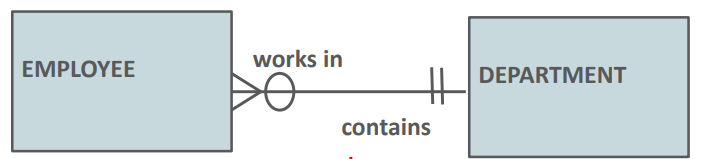 works in
EMPLOYEE
DEPARTMENT
contains